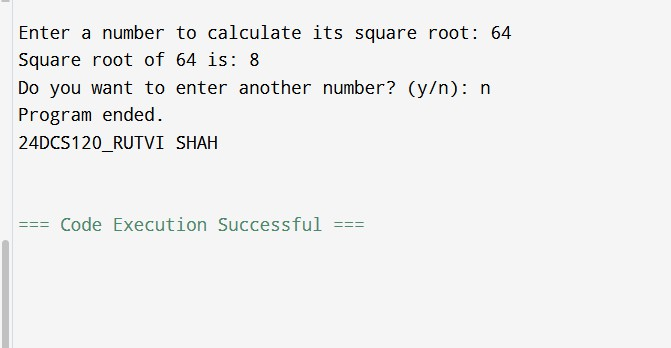 Enter a number to calculate its square root: 64
Square root of 64 is: 8
Do you want to enter another number? (y/n): n
Program ended.
24DCS120_RUTVI SHAH
=== Code Execution Successful ===